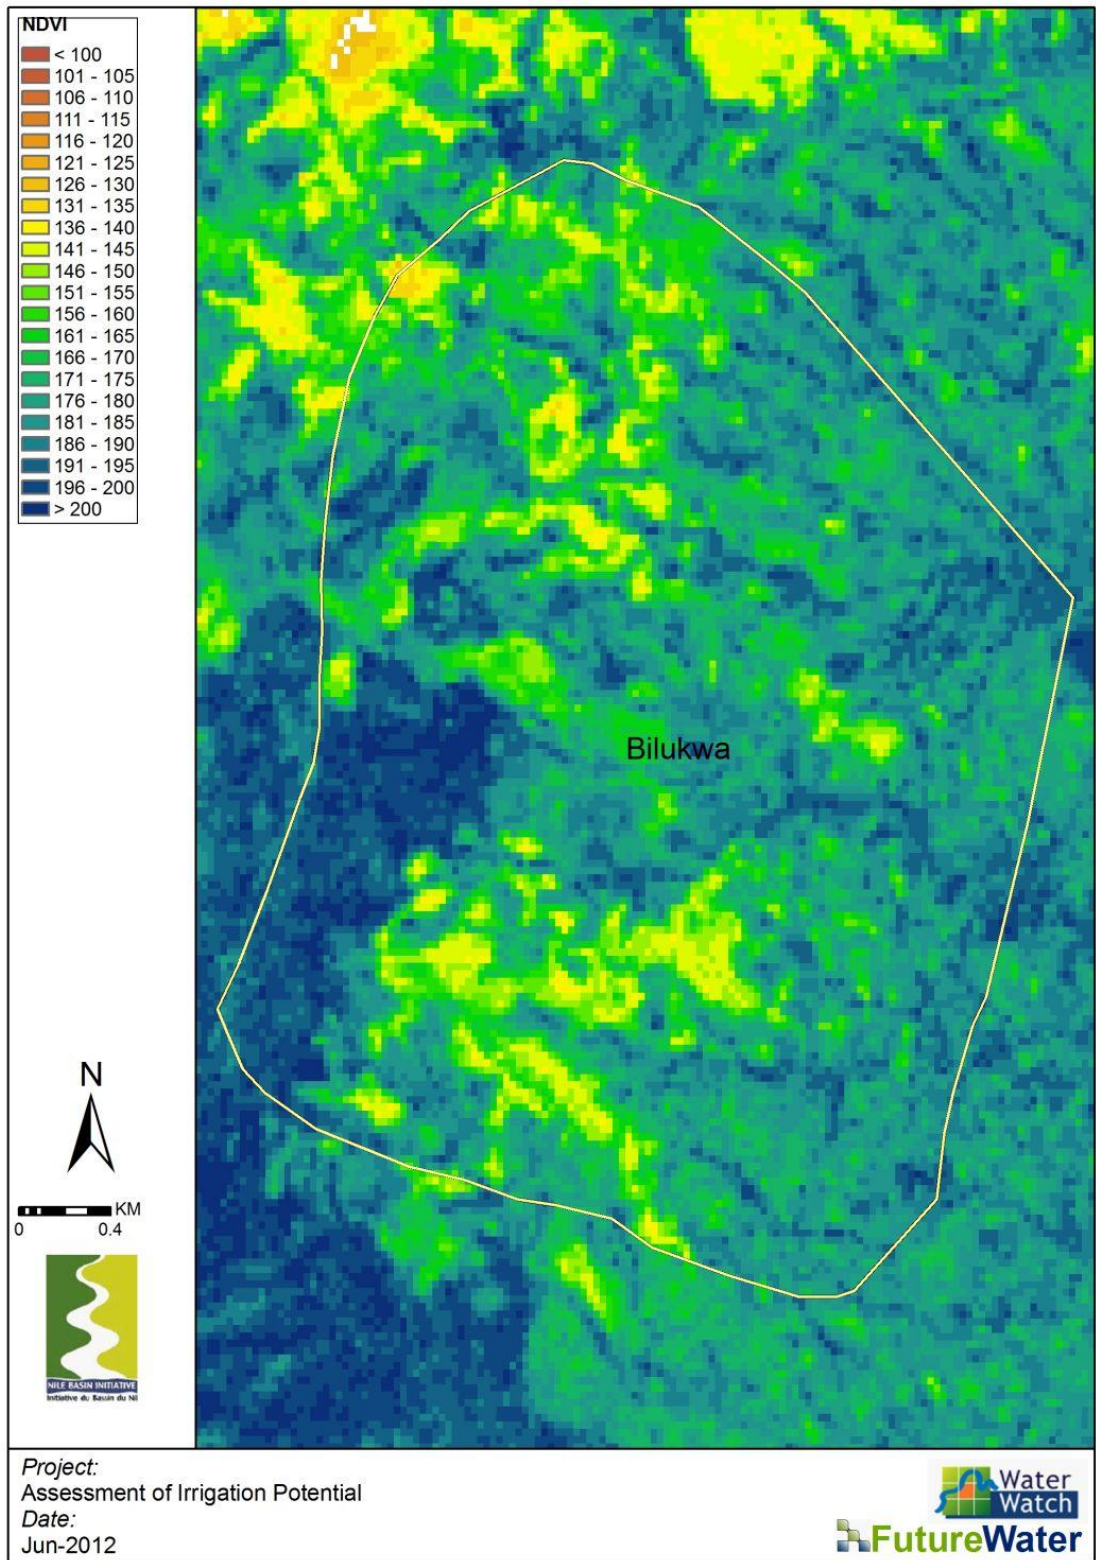 NDVI
< 100
101 - 105
106 - 110
111 - 115
116 - 120
121 - 125
126 - 130
131 - 135
136 - 140
141 - 145
146 - 150
151 - 155
156 - 160
161 - 165
166 - 170
171 - 175
176 - 180
181 - 185
186 - 190
191 - 195
196 - 200
> 200
Bilukwa
N
KM
0 0.4
NILE BASIN INITIATIVE
Initiative du Bassin du Nil
Project:
Assessment of Irrigation Potential
Date:
Jun-2012
Water
Watch
FutureWater